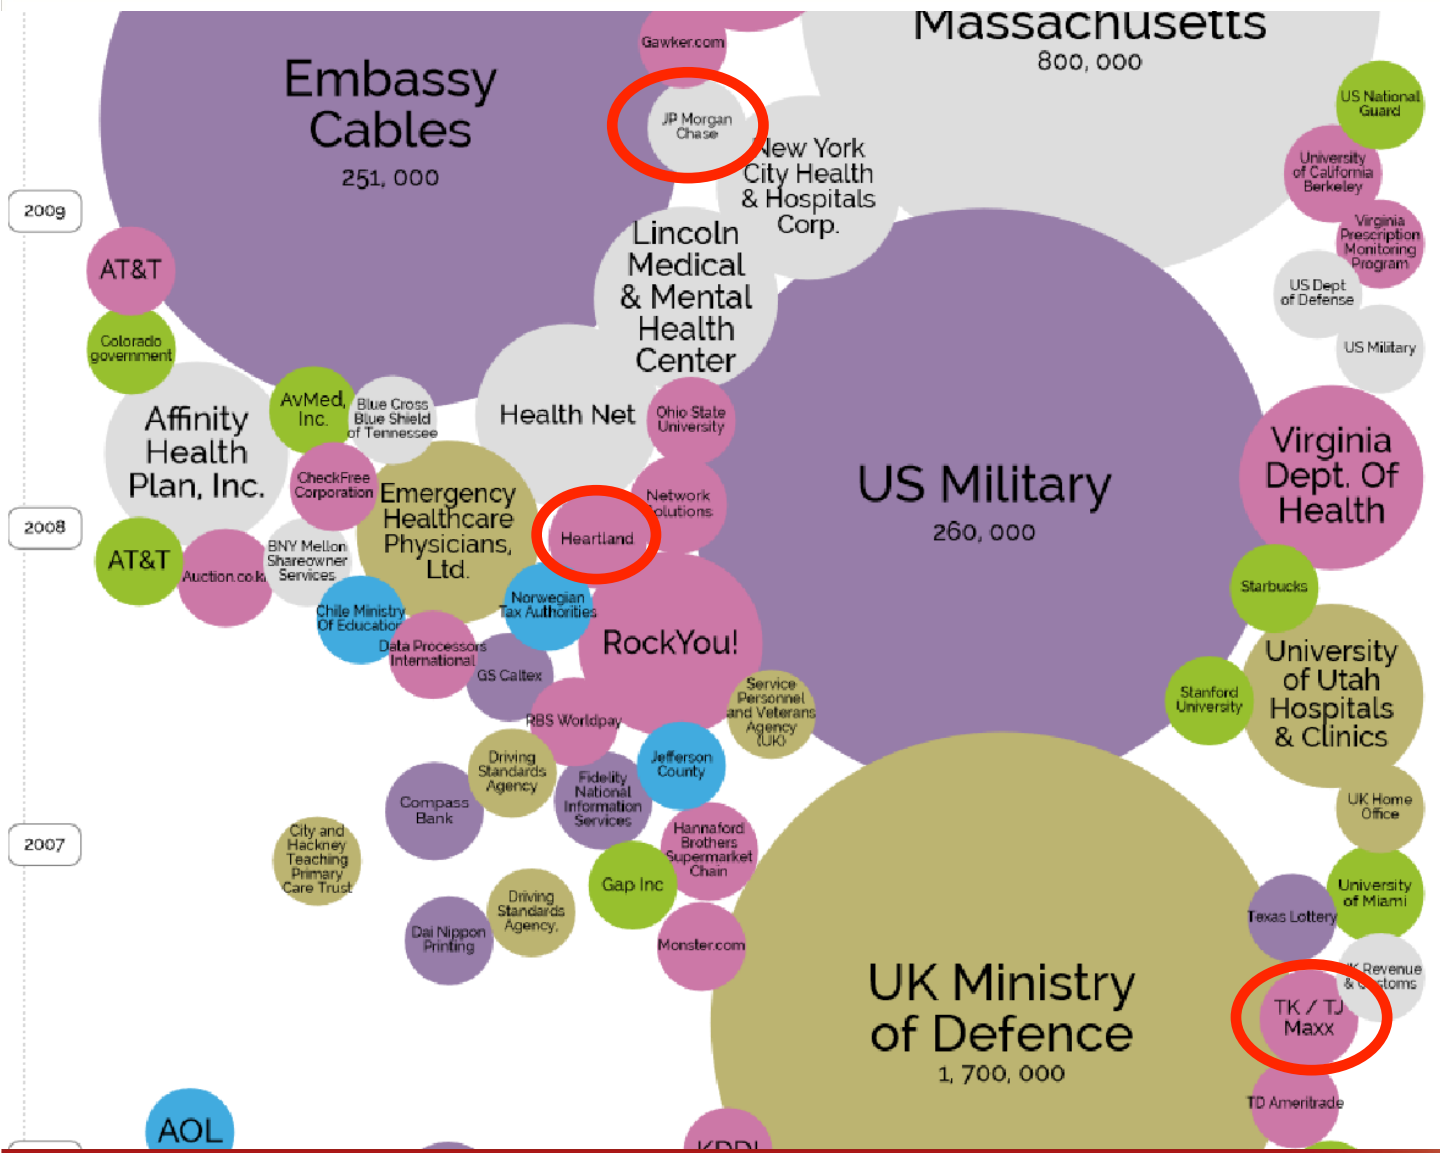 Massachusetts
800, 000
Gawker.com
Embassy
Cables
251, 000
JP Morgan
Chase
US National
Guard
New York
City Health
& Hospitals
Corp.
University
of California
Berkeley
2009
Virginia
Prescription
Monitoring
Program
Lincoln
Medical
& Mental
Health
Center
AT&T
US Dept
of Defense
Colorado
government
US Military
AvMed,
Inc.
Blue Cross
Blue Shield
of Tennessee
Affinity
Health
Plan, Inc.
Health Net
Ohio State
University
Virginia
Dept. Of
Health
CheckFree
Corporation
Emergency
Healthcare
Physicians,
Ltd.
Network
Solutions
US Military
260, 000
2008
Heartland
AT&T
Auction.co.k
BNY Mellon
Shareowner
Services
Starbucks
Chile Ministry
Of Education
Norwegian
Tax Authorities
RockYou!
Data Processors
International
GS Caltex
University
of Utah
Hospitals
& Clinics
Stanford
University
Service
Personnel
and Veterans
Agency
(UK)
RBS Worldpay
Driving
Standards
Agency
Jefferson
County
Fidelity
National
Information
Services
Compass
Bank
UK Home
Office
2007
City and
Hackney
Teaching
Primary
Care Trust
Hannaford
Brothers
Supermarket
Chain
Gap Inc
University
of Miami
Driving
Standards
Agency.
Dai Nippon
Printing
Monster.com
Texas Lottery
UK Ministry
of Defence
1, 700, 000
UK Revenue
& Customs
TK / TJ
Maxx
TD Ameritrade
AOL
KDDI